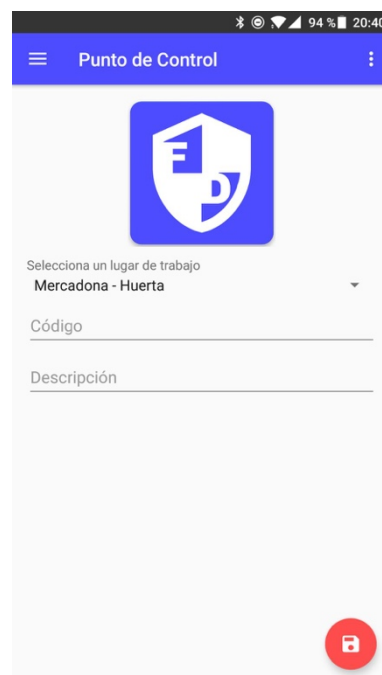 94 % 20:40
Punto de Control
F
D
Selecciona un lugar de trabajo
Mercadona - Huerta
Código
Descripción